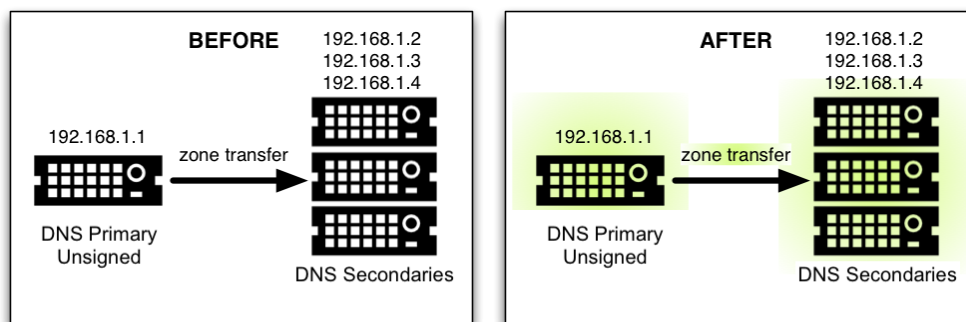 BEFORE
192.168.1.2
192.168.1.3
192.168.1.4
192.168.1.1
zone transfer
DNS Primary
Unsigned
DNS Secondaries
AFTER
192.168.1.2
192.168.1.3
192.168.1.4
192.168.1.1
zone transfer
DNS Primary
Unsigned
DNS Secondaries